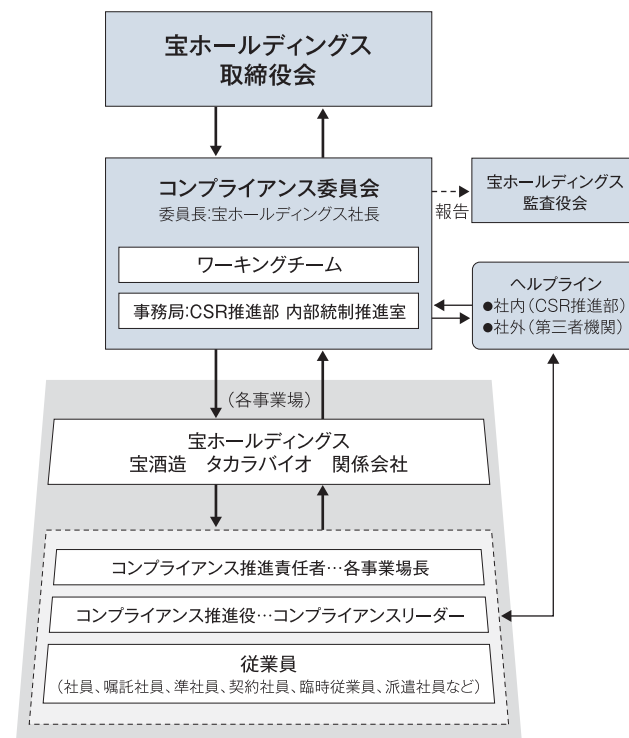 宝ホールディングス
取締役会
コンプライアンス委員会
委員長:宝ホールディングス社長
報告
宝ホールディングス
監査役会
ワーキングチーム
事務局:CSR推進部 内部統制推進室
ヘルプライン
●社内(CSR推進部)
●社外(第三者機関)
(各事業場)
宝ホールディングス
宝酒造　タカラバイオ　関係会社
コンプライアンス推進責任者…各事業場長
コンプライアンス推進役…コンプライアンスリーダー
従業員
(社員、嘱託社員、準社員、契約社員、臨時従業員、派遣社員など)